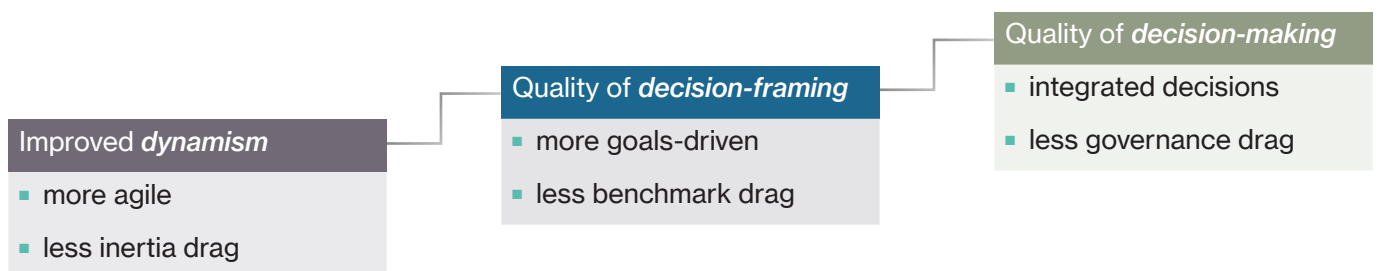 Improved dynamism
■ more agile
■ less inertia drag
Quality of decision-framing
■ more goals-driven
■ less benchmark drag
Quality of decision-making
■ integrated decisions
■ less governance drag